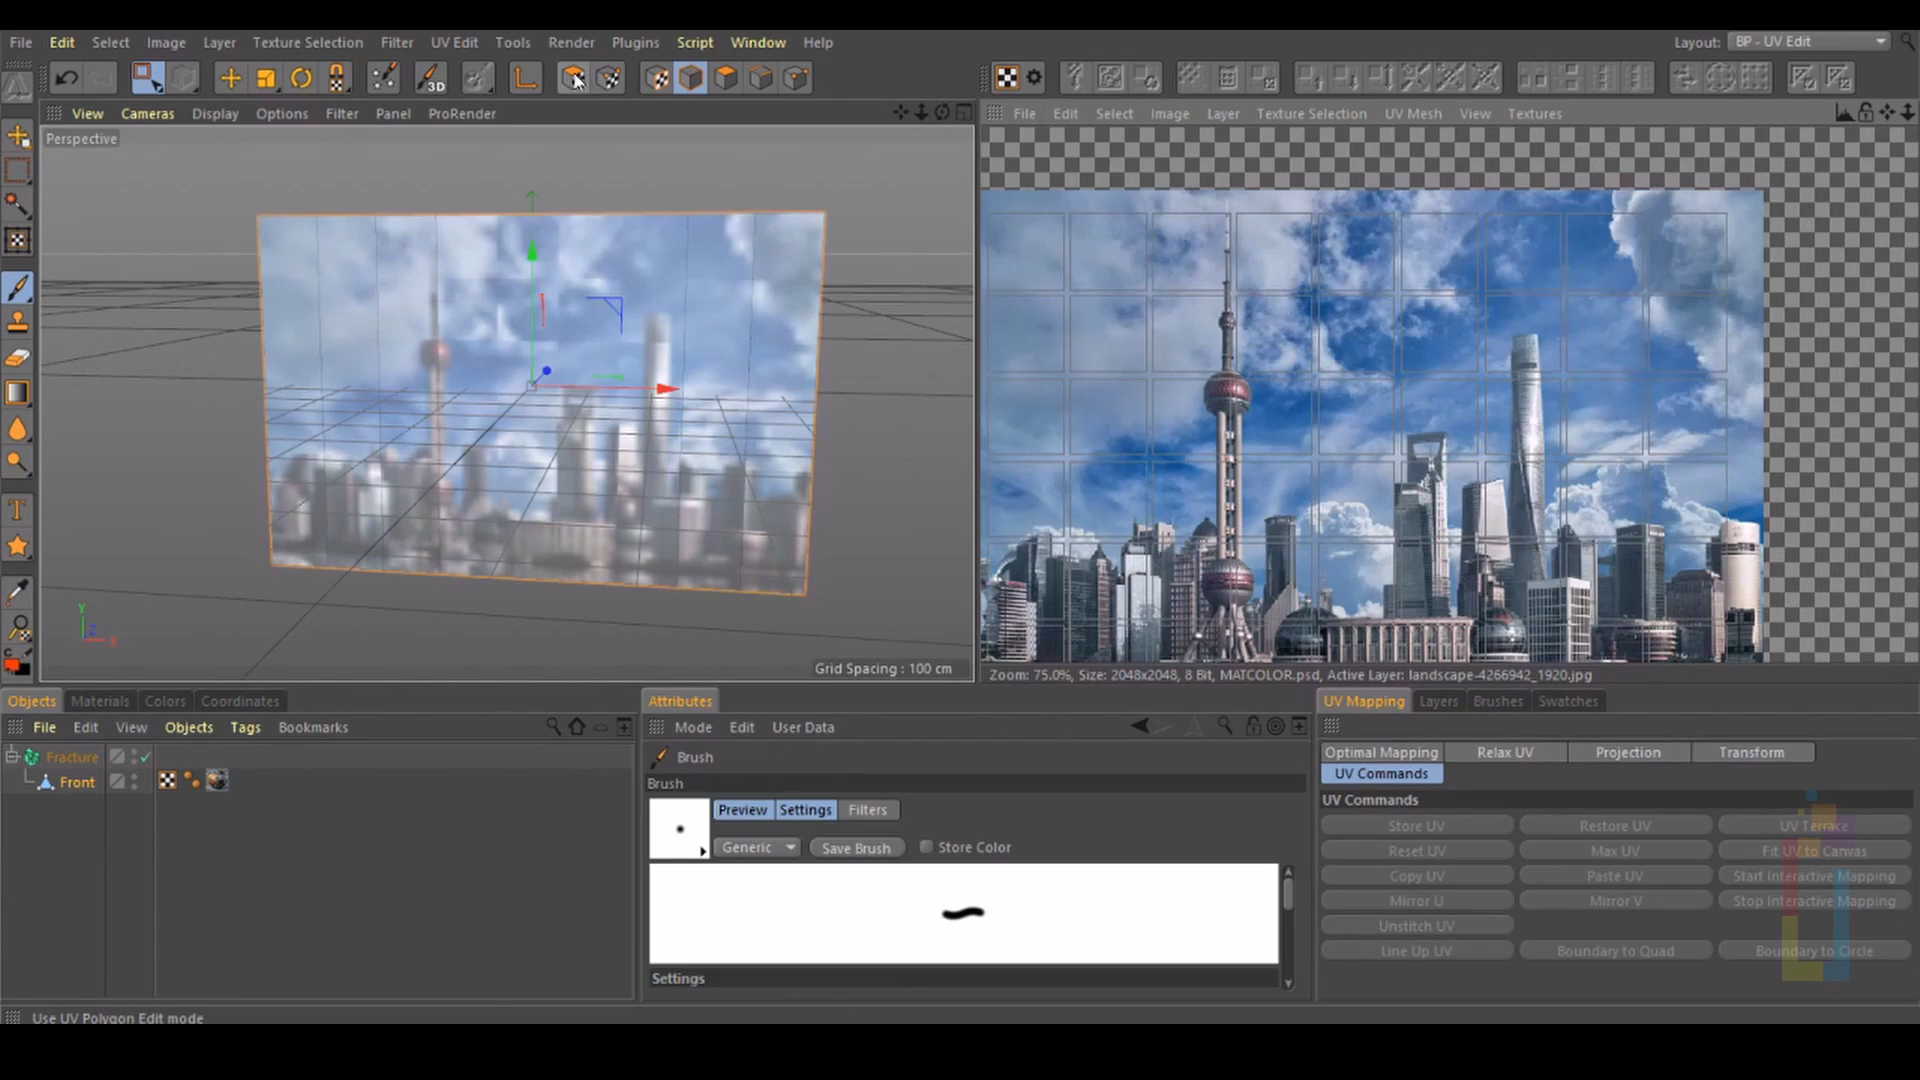 File Edit Select Image Layer Texture Selection Filter UV Edit Tools Render Plugins Script Window Help
Layout: BP - UV Edit
3D
View Cameras Display Options Filter Panel ProRender
File Edit Select Image Layer Texture Selection UV Mesh View Textures
Perspective
Y
Z
X
Grid Spacing : 100 cm
Zoom: 75.0%, Size: 2048x2048, 8 Bit, MATCOLOR.psd, Active Layer: landscape-4266942_1920.jpg
Objects Materials Colors Coordinates
File Edit View Objects Tags Bookmarks
Fracture
Front
Attributes
Mode Edit User Data
Brush
Brush
Preview Settings Filters
Generic Save Brush Store Color
Settings
UV Mapping Layers Brushes Swatches
Optimal Mapping Relax UV Projection Transform
UV Commands
UV Commands
Store UV Restore UV UV Terrace
Reset UV Max UV Fit UV to Canvas
Copy UV Paste UV Start Interactive Mapping
Mirror U Mirror V Stop Interactive Mapping
Unstitch UV
Line Up UV Boundary to Quad Boundary to Circle
Use UV Polygon Edit mode